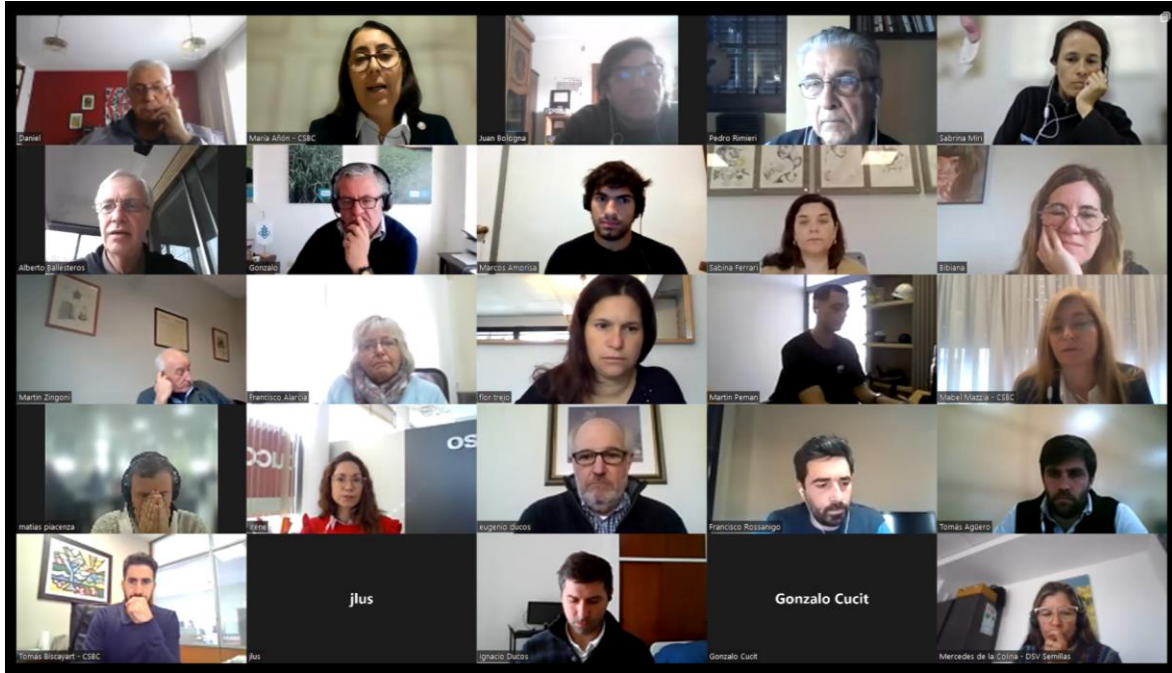 Daniel
María Añón - CSBC
Juan Bologna
Pedro Rimieri
Sabrina Miri
Alberto Ballesteros
Gonzalo
Marcos Amorisa
Sabina Ferrari
Bibiana
Martin Zingoni
Francisco Alarcia
flor trejo
Martin Peman
Mabel Mazzia - CSBC
matias piacenza
Irene
eugenio ducos
Francisco Rossanigo
Tomás Agüero
Tomás Biscayart - CSBC
jlus
jlus
Ignacio Ducos
Gonzalo Cucit
Gonzalo Cucit
Mercedes de la Colina - DSV Semillas